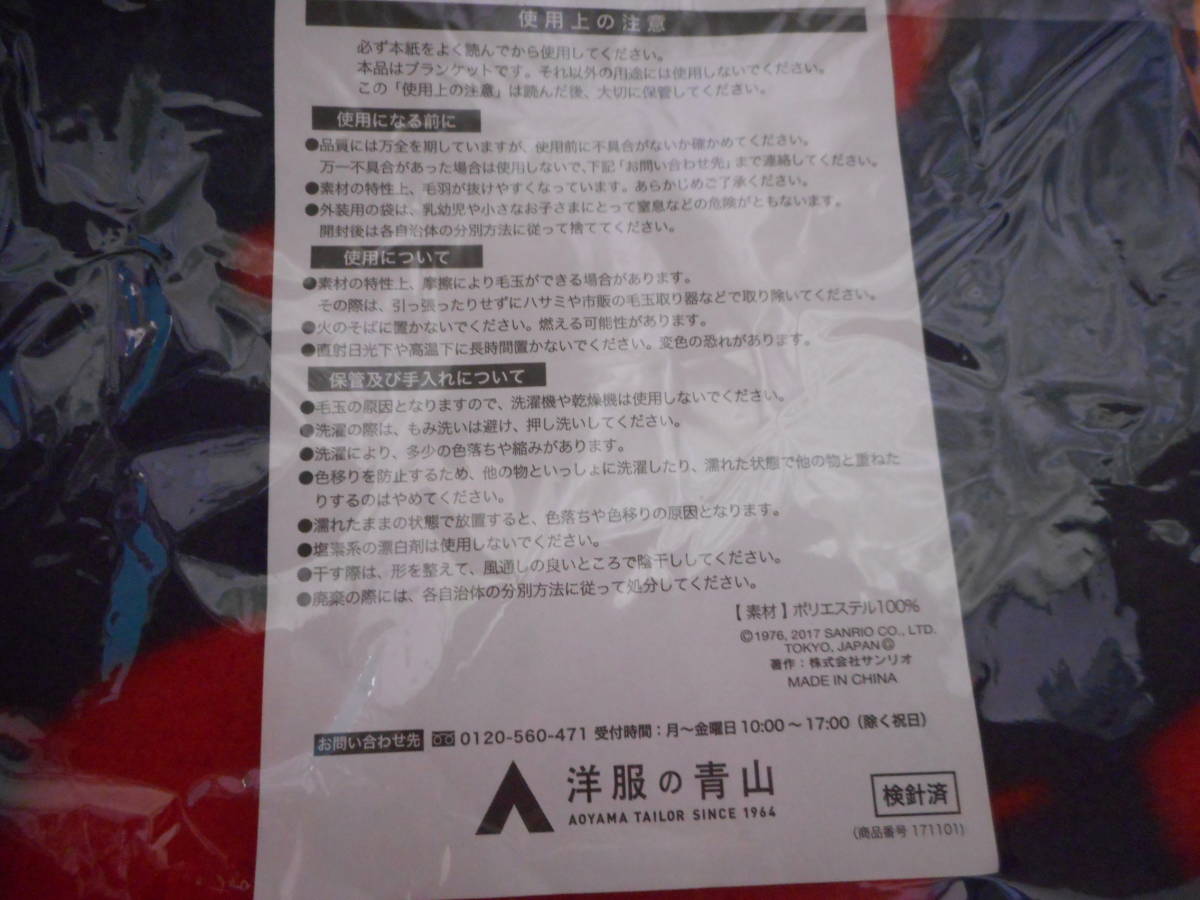 使用上の注意
必ず本紙をよく読んでから使用してください。
本品はブランケットです。それ以外の用途には使用しないでください。
この「使用上の注意」は読んだ後、大切に保管してください。
使用になる前に
●品質には万全を期していますが、使用前に不具合がないか確かめてください。
万一不具合があった場合は使用しないで、下記「お問い合わせ先」まで連絡してください。
●素材の特性上、毛羽が抜けやすくなっています。あらかじめご了承ください。
●外装用の袋は、乳幼児や小さなお子さまにとって窒息などの危険がともないます。
開封後は各自治体の分別方法に従って捨ててください。
使用について
●素材の特性上、摩擦により毛玉ができる場合があります。
その際は、引っ張ったりせずにハサミや市販の毛玉取り器などで取り除いてください。
●火のそばに置かないでください。燃える可能性があります。
●直射日光下や高温下に長時間置かないでください。変色の恐れがあります。
保管及び手入れについて
●毛玉の原因となりますので、洗濯機や乾燥機は使用しないでください。
●洗濯の際は、もみ洗いは避け、押し洗いしてください。
●洗濯により、多少の色落ちや縮みがあります。
●色移りを防止するため、他の物といっしょに洗濯したり、濡れた状態で他の物と重ねた
りするのはやめてください。
●濡れたままの状態で放置すると、色落ちや色移りの原因となります。
●塩素系の漂白剤は使用しないでください。
●干す際は、形を整えて、風通しの良いところで陰干ししてください。
●廃棄の際には、各自治体の分別方法に従って処分してください。
【素材】ポリエステル100%
©1976, 2017 SANRIO CO., LTD.
TOKYO, JAPAN Ⓖ
著作：株式会社サンリオ
MADE IN CHINA
お問い合わせ先 0120-560-471 受付時間：月〜金曜日 10:00 〜 17:00（除く祝日）
洋服の青山
AOYAMA TAILOR SINCE 1964
検針済
（商品番号 171101）